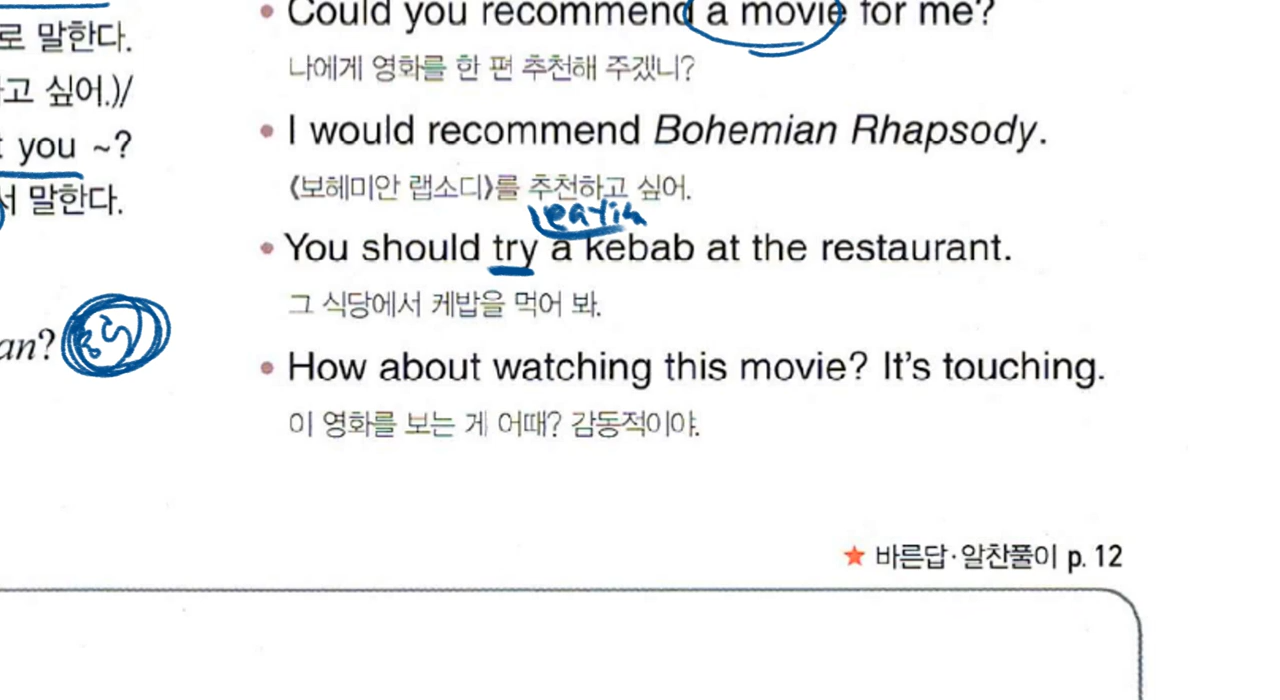 로 말한다.
고 싶어.)/
you ~?
서 말한다.
an?
Could you recommend a movie for me?
나에게 영화를 한 편 추천해 주겠니?
I would recommend Bohemian Rhapsody.
《보헤미안 랩소디》를 추천하고 싶어.
You should try a kebab at the restaurant.
그 식당에서 케밥을 먹어 봐.
How about watching this movie? It's touching.
이 영화를 보는 게 어때? 감동적이야.
★ 바른답·알찬풀이 p. 12